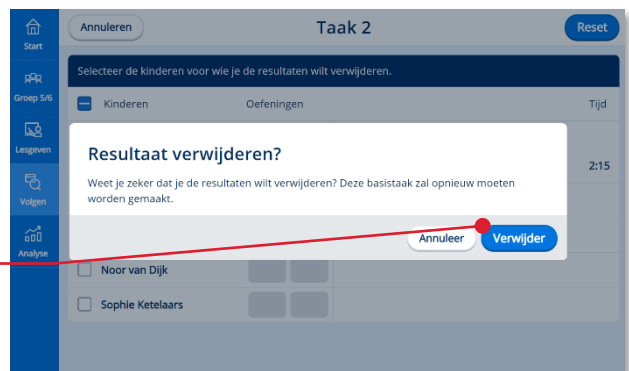 Start
Groep 5/6
Lesgeven
Volgen
Analyse
Annuleren
Taak 2
Reset
Selecteer de kinderen voor wie je de resultaten wilt verwijderen.
Kinderen Oefeningen Tijd
2:15
Resultaat verwijderen?
Weet je zeker dat je de resultaten wilt verwijderen? Deze basistaak zal opnieuw moeten
worden gemaakt.
Annuleer Verwijder
Noor van Dijk
Sophie Ketelaars